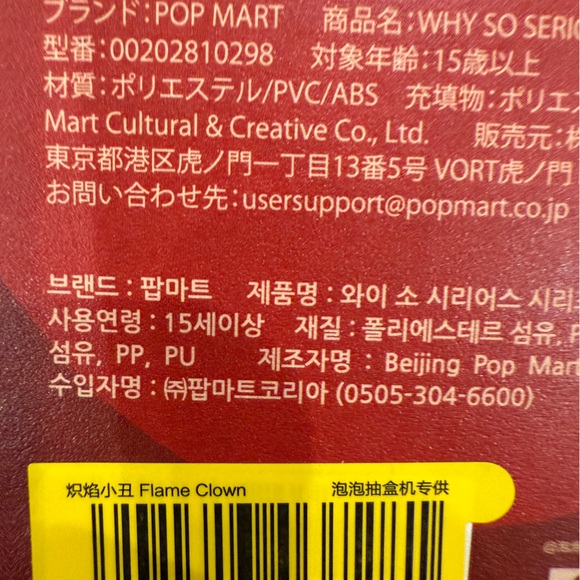 ブランド：POP MART 商品名：WHY SO SERIO
型番：00202810298 対象年齢：15歳以上
材質：ポリエステル/PVC/ABS 充填物：ポリエス
Mart Cultural & Creative Co., Ltd. 販売元：
東京都港区虎ノ門一丁目13番5号 VORT虎ノ門
お問い合わせ先：usersupport@popmart.co.jp
브랜드 : 팝마트 제품명 : 와이 소 시리어스 시리
사용연령 : 15세이상 재질 : 폴리에스테르 섬유,
섬유, PP, PU 제조자명 : Beijing Pop Mart
수입자명 : ㈜팝마트코리아 (0505-304-6600)
炽焰小丑 Flame Clown 泡泡抽盒机专供